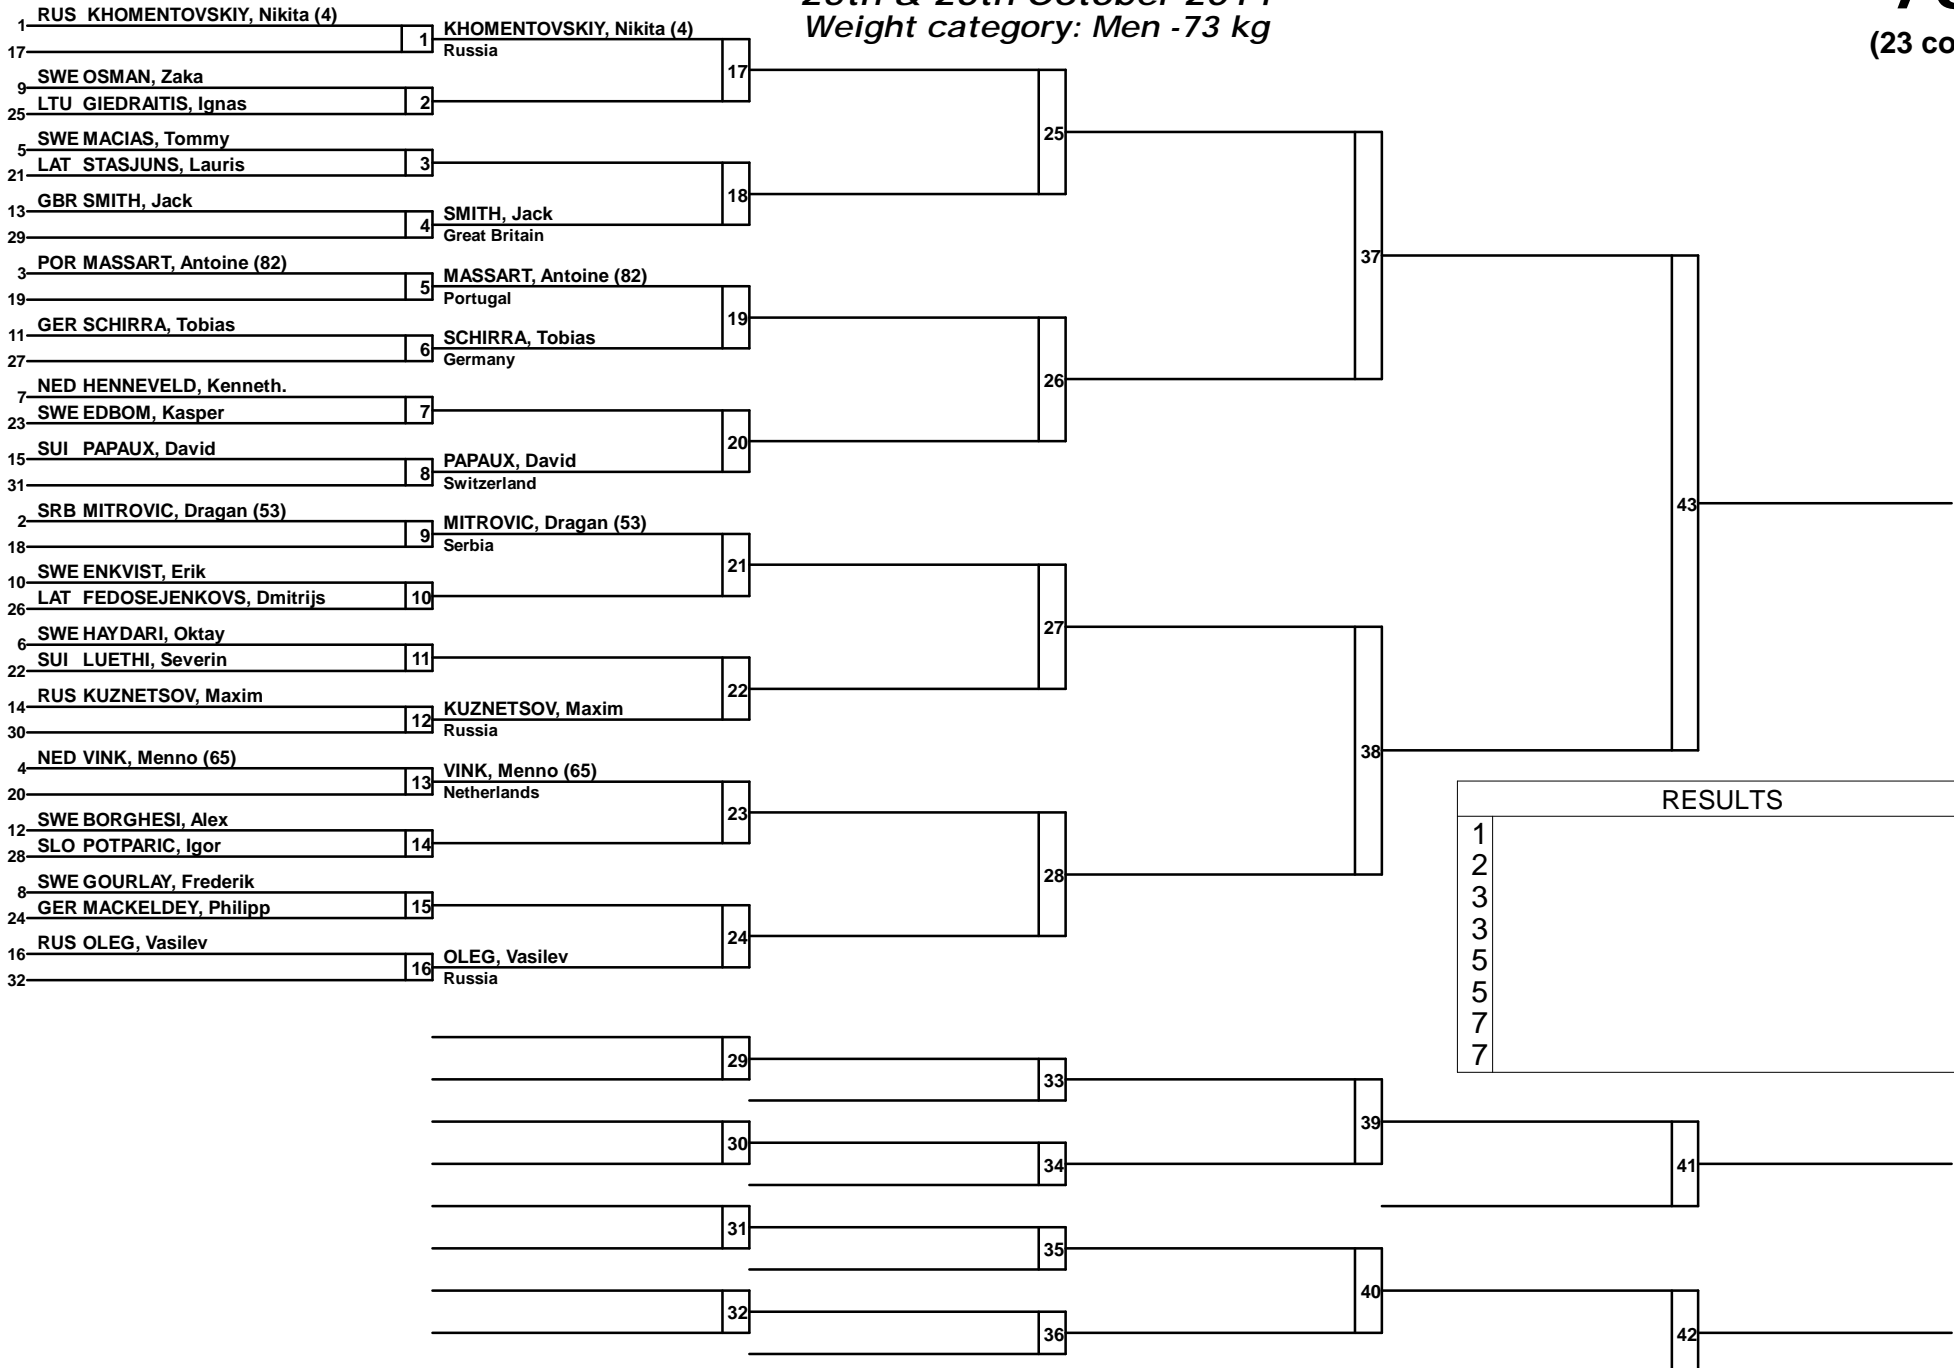 Weight category: Men -73 kg
(23 co
1 RUS KHOMENTOVSKIY, Nikita (4)
17
1 KHOMENTOVSKIY, Nikita (4)
Russia
9 SWE OSMAN, Zaka
25 LTU GIEDRAITIS, Ignas
2
17
5 SWE MACIAS, Tommy
21 LAT STASJUNS, Lauris
3
13 GBR SMITH, Jack
29
4 SMITH, Jack
Great Britain
18
25
3 POR MASSART, Antoine (82)
19
5 MASSART, Antoine (82)
Portugal
11 GER SCHIRRA, Tobias
27
6 SCHIRRA, Tobias
Germany
19
7 NED HENNEVELD, Kenneth.
23 SWE EDBOM, Kasper
7
15 SUI PAPAUX, David
31
8 PAPAUX, David
Switzerland
20
26
37
2 SRB MITROVIC, Dragan (53)
18
9 MITROVIC, Dragan (53)
Serbia
10 SWE ENKVIST, Erik
26 LAT FEDOSEJENKOVS, Dmitrijs
10
21
6 SWE HAYDARI, Oktay
22 SUI LUETHI, Severin
11
14 RUS KUZNETSOV, Maxim
30
12 KUZNETSOV, Maxim
Russia
22
27
4 NED VINK, Menno (65)
20
13 VINK, Menno (65)
Netherlands
12 SWE BORGHESI, Alex
28 SLO POTPARIC, Igor
14
23
8 SWE GOURLAY, Frederik
24 GER MACKELDEY, Philipp
15
16 RUS OLEG, Vasilev
32
16 OLEG, Vasilev
Russia
24
28
38
43
RESULTS
1
2
3
3
5
5
7
7
29
33
30
34
39
41
31
35
32
36
40
42